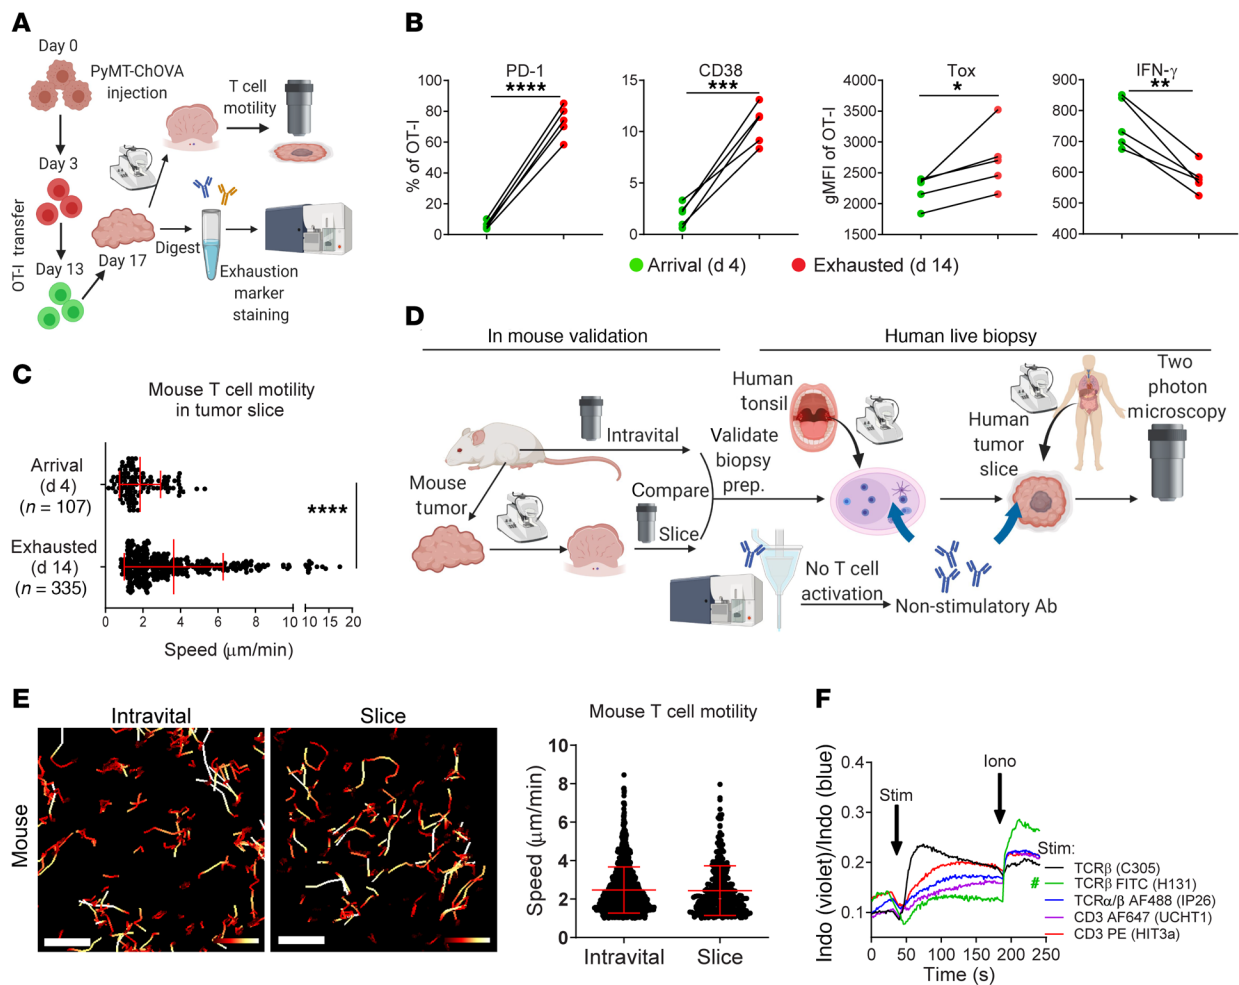 A
Day 0
PyMT-ChOVA
injection
T cell
motility
Day 3
OT-I transfer
Day 13
Day 17
Digest
Exhaustion
marker
staining
B
% of OT-I
PD-1
****
100
80
60
40
20
0
CD38
***
15
10
5
0
gMFI of OT-I
Tox
*
4000
3500
3000
2500
2000
1500
IFN-γ
**
900
800
700
600
500
400
Arrival (d 4)
Exhausted (d 14)
C
Mouse T cell motility
in tumor slice
Arrival
(d 4)
(n = 107)
Exhausted
(d 14)
(n = 335)
****
0 2 4 6 8 10 10 15 20
Speed (μm/min)
D
In mouse validation
Human live biopsy
Intravital
Mouse
tumor
Compare
Slice
Validate
biopsy
prep.
Human
tonsil
Human
tumor
slice
Two
photon
microscopy
No T cell
activation
Non-stimulatory Ab
E
Intravital
Slice
Mouse
Mouse T cell motility
Speed (μm/min)
10
8
6
4
2
0
Intravital
Slice
F
Indo (violet)/Indo (blue)
0.4
0.3
0.2
0.1
Stim
Iono
0 50 100 150 200 250
Time (s)
Stim:
TCRβ (C305)
# TCRβ FITC (H131)
TCRα/β AF488 (IP26)
CD3 AF647 (UCHT1)
CD3 PE (HIT3a)